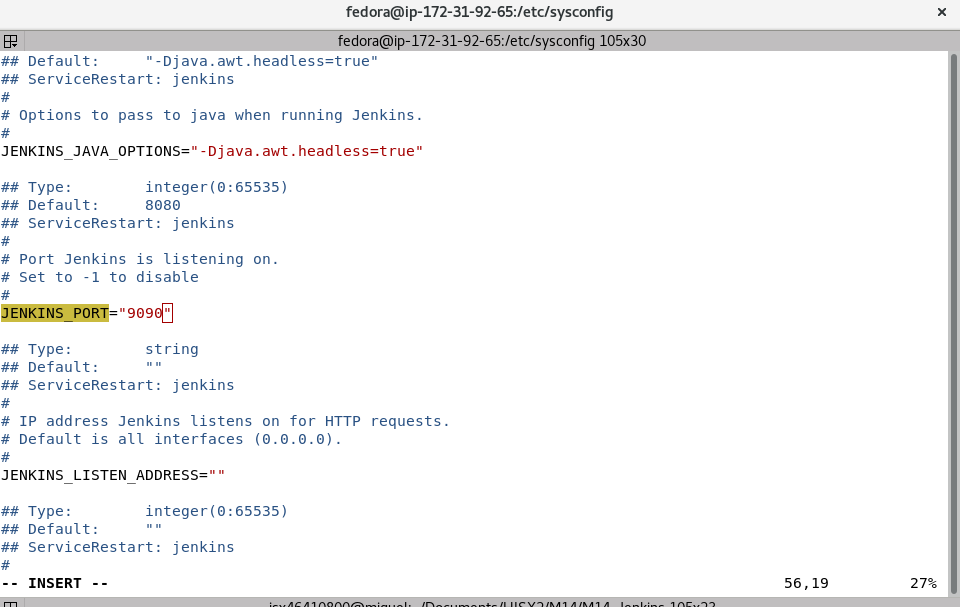 fedora@ip-172-31-92-65:/etc/sysconfig
fedora@ip-172-31-92-65:/etc/sysconfig 105x30
## Default:     "-Djava.awt.headless=true"
## ServiceRestart: jenkins
#
# Options to pass to java when running Jenkins.
#
JENKINS_JAVA_OPTIONS="-Djava.awt.headless=true"
## Type:        integer(0:65535)
## Default:     8080
## ServiceRestart: jenkins
#
# Port Jenkins is listening on.
# Set to -1 to disable
#
JENKINS_PORT="9090"
## Type:        string
## Default:     ""
## ServiceRestart: jenkins
#
# IP address Jenkins listens on for HTTP requests.
# Default is all interfaces (0.0.0.0).
#
JENKINS_LISTEN_ADDRESS=""
## Type:        integer(0:65535)
## Default:     ""
## ServiceRestart: jenkins
#
-- INSERT --                    56,19         27%